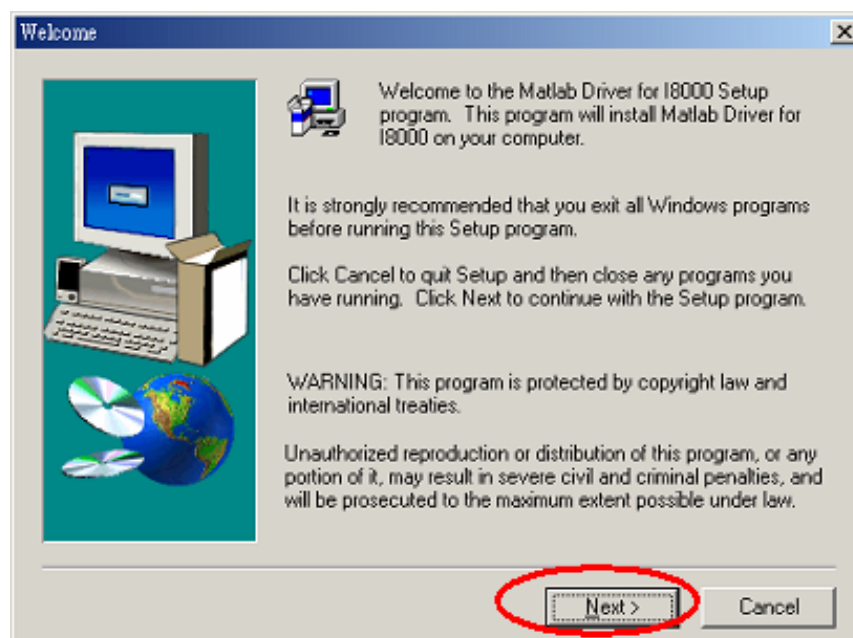 Welcome
Welcome to the Matlab Driver for I8000 Setup
program. This program will install Matlab Driver for
I8000 on your computer.
It is strongly recommended that you exit all Windows programs
before running this Setup program.
Click Cancel to quit Setup and then close any programs you
have running. Click Next to continue with the Setup program.
WARNING: This program is protected by copyright law and
international treaties.
Unauthorized reproduction or distribution of this program, or any
portion of it, may result in severe civil and criminal penalties, and
will be prosecuted to the maximum extent possible under law.
Next >
Cancel